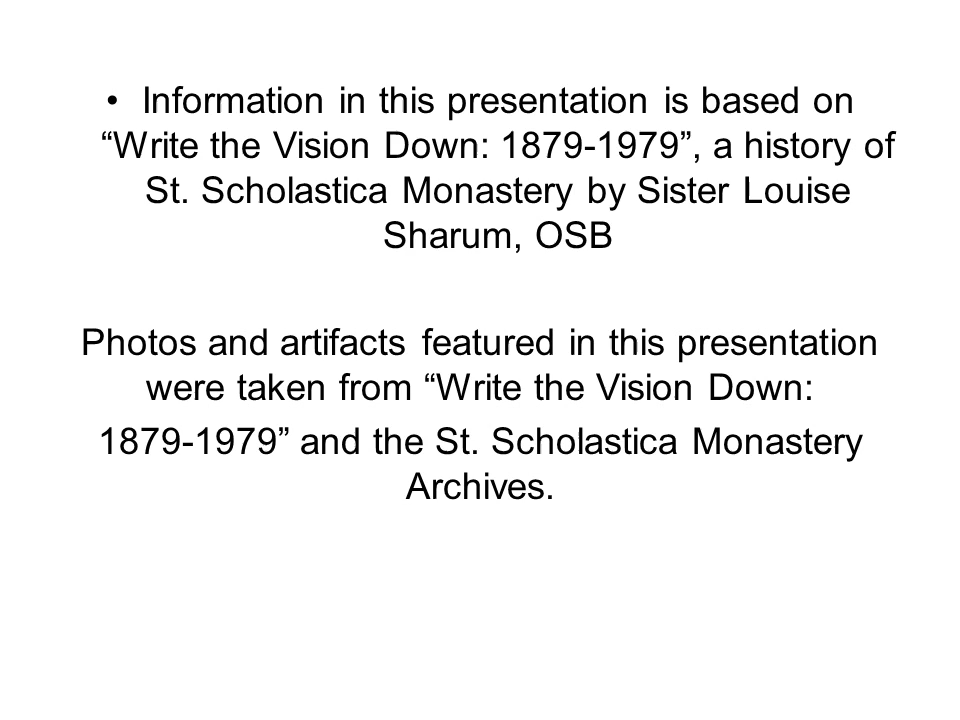 • Information in this presentation is based on
“Write the Vision Down: 1879-1979”, a history of
St. Scholastica Monastery by Sister Louise
Sharum, OSB
Photos and artifacts featured in this presentation
were taken from “Write the Vision Down:
1879-1979” and the St. Scholastica Monastery
Archives.